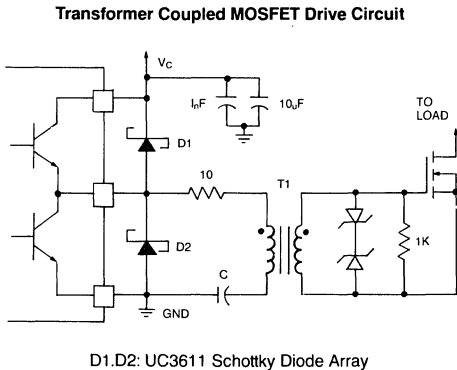 Transformer Coupled MOSFET Drive Circuit
VC
InF
10uF
TO
LOAD
D1
10
T1
D2
1K
C
GND
D1.D2: UC3611 Schottky Diode Array